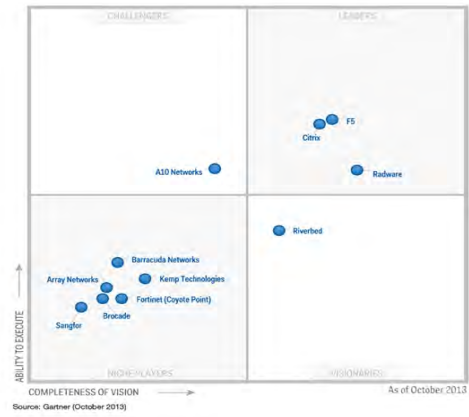 CHALLENGERS
LEADERS
F5
Citrix
A10 Networks
Radware
Riverbed
Barracuda Networks
Array Networks
Kemp Technologies
Fortinet (Coyote Point)
Brocade
Sangfor
ABILITY TO EXECUTE
NICHE PLAYERS
VISIONARIES
COMPLETENESS OF VISION
As of October 2013
Source: Gartner (October 2013)